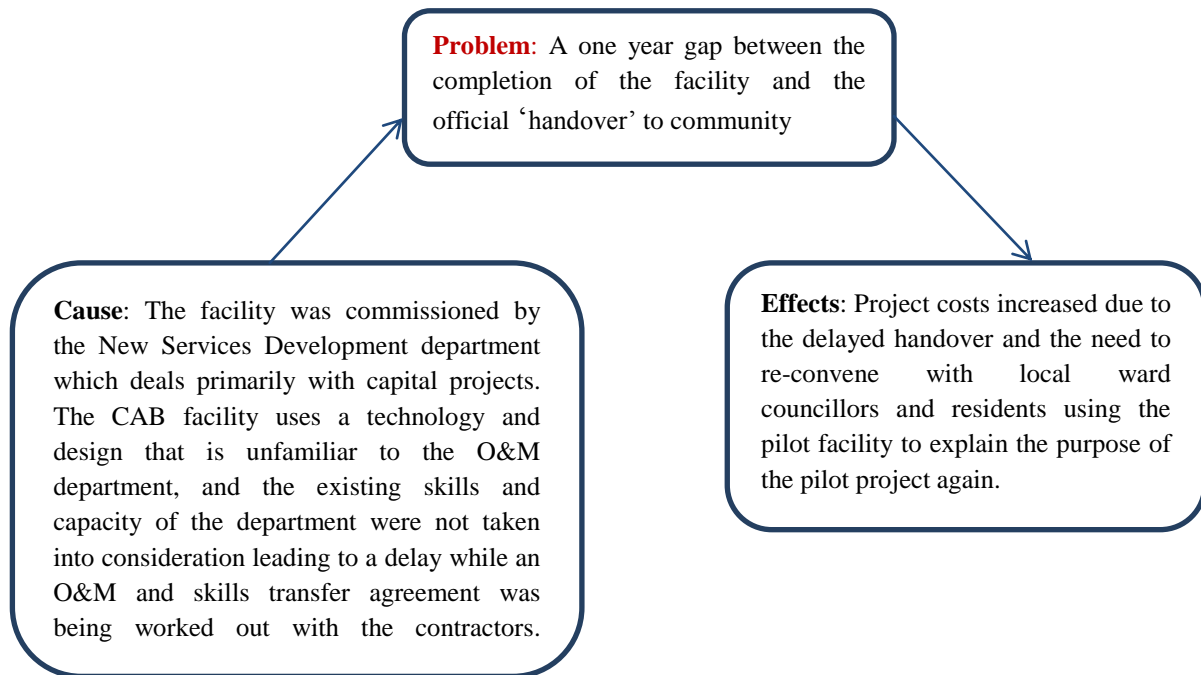 Problem: A one year gap between the
completion of the facility and the
official ‘handover’ to community
Cause: The facility was commissioned by
the New Services Development department
which deals primarily with capital projects.
The CAB facility uses a technology and
design that is unfamiliar to the O&M
department, and the existing skills and
capacity of the department were not taken
into consideration leading to a delay while an
O&M and skills transfer agreement was
being worked out with the contractors.
Effects: Project costs increased due to
the delayed handover and the need to
re-convene with local ward
councillors and residents using the
pilot facility to explain the purpose of
the pilot project again.